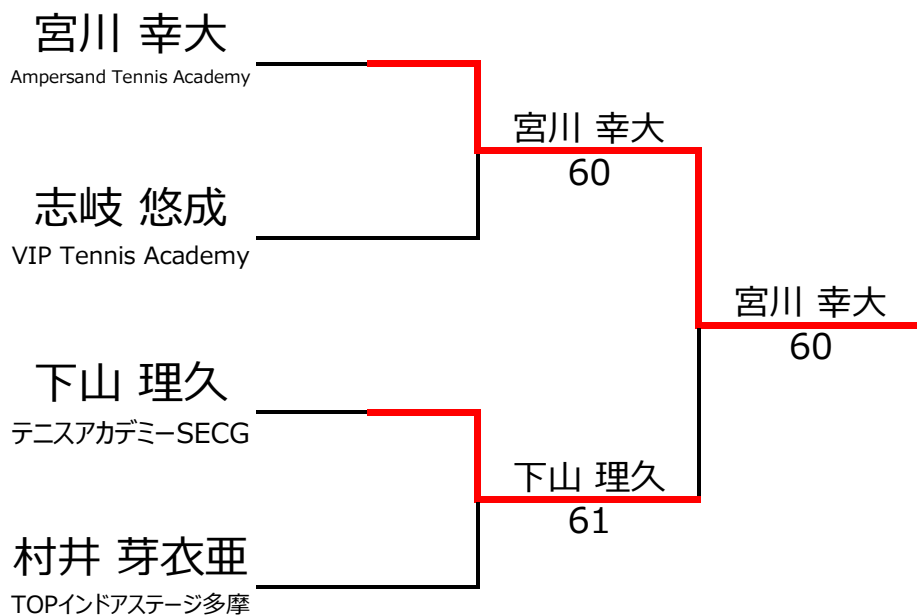 宮川 幸大
Ampersand Tennis Academy
宮川 幸大
60
志岐 悠成
VIP Tennis Academy
宮川 幸大
60
下山 理久
テニスアカデミーSECG
下山 理久
61
村井 芽衣亜
TOPインドアステージ多摩